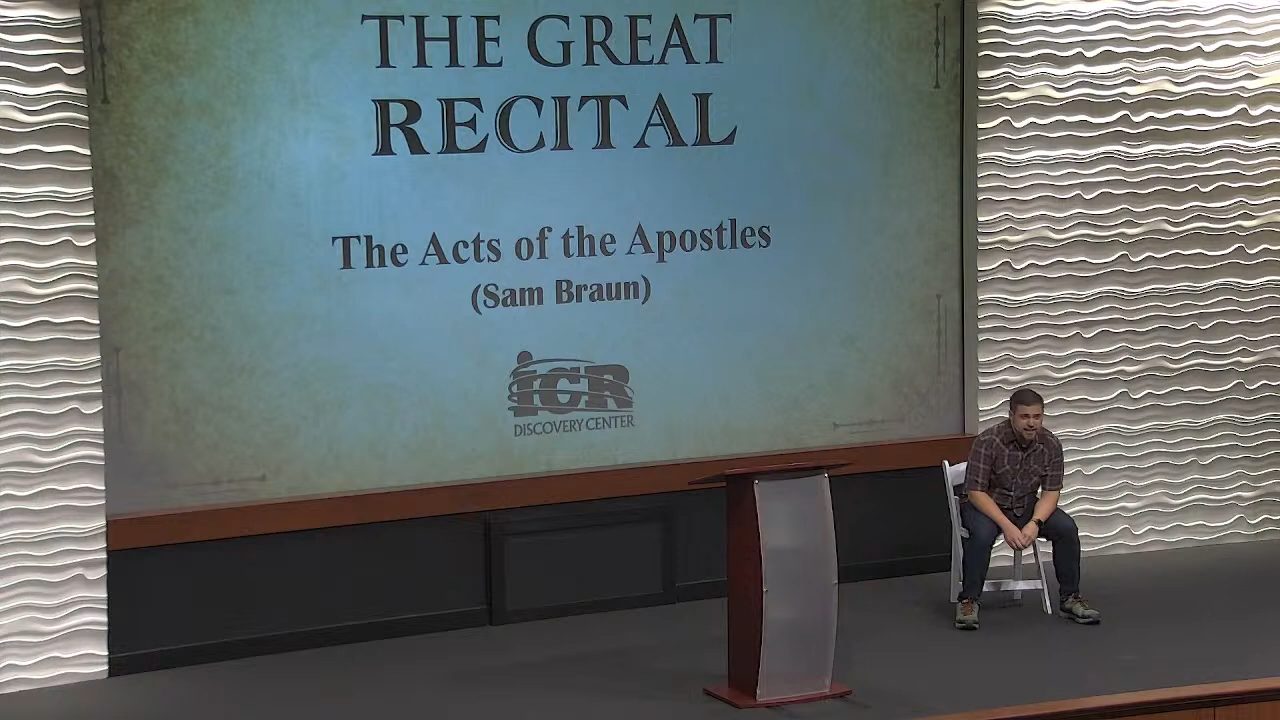 THE GREAT
RECITAL
The Acts of the Apostles
(Sam Braun)
ICR
DISCOVERY CENTER